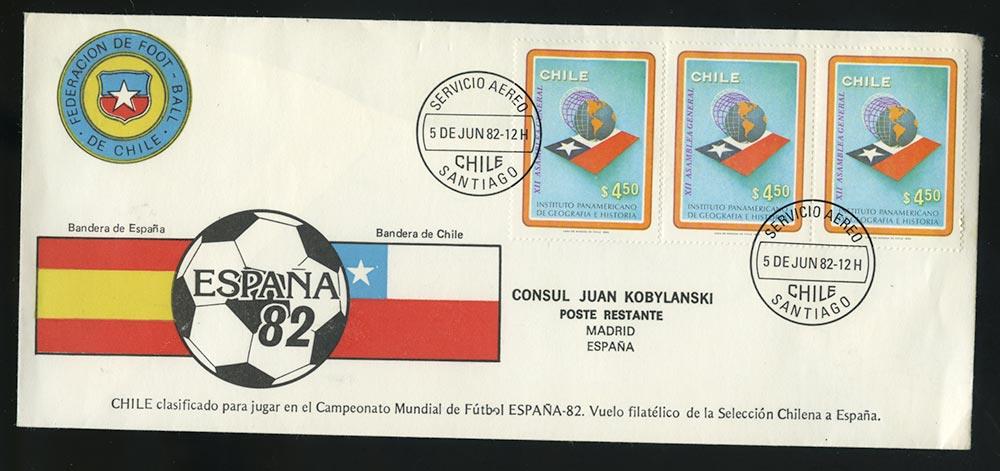 FEDERACION DE FOOT-BALL
DE CHILE
SERVICIO AEREO
5 DE JUN 82-12 H
CHILE
SANTIAGO
CHILE
XII ASAMBLEA GENERAL
$ 4.50
INSTITUTO PANAMERICANO
DE GEOGRAFIA E HISTORIA
CHILE
XII ASAMBLEA GENERAL
$ 4.50
INSTITUTO PANAMERICANO
DE GEOGRAFIA E HISTORIA
CHILE
XII ASAMBLEA GENERAL
$ 4.50
INSTITUTO PANAMERICANO
DE GEOGRAFIA E HISTORIA
SERVICIO AEREO
5 DE JUN 82-12 H
CHILE
SANTIAGO
Bandera de España
Bandera de Chile
ESPAÑA
82
CONSUL JUAN KOBYLANSKI
POSTE RESTANTE
MADRID
ESPAÑA
CHILE clasificado para jugar en el Campeonato Mundial de Fútbol ESPAÑA-82. Vuelo filatélico de la Selección Chilena a España.